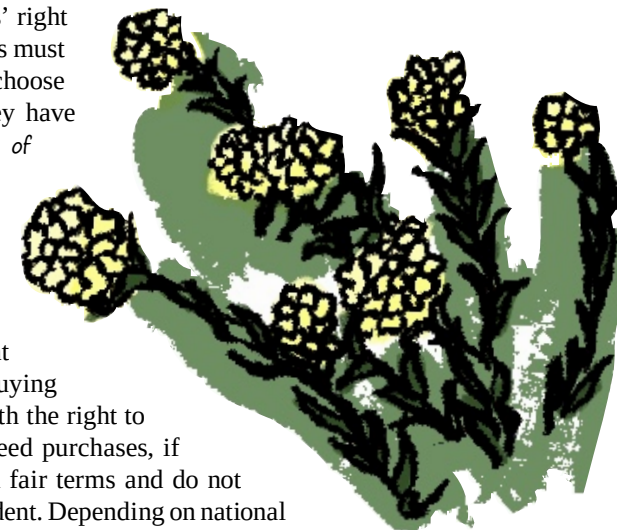 ’ right
s must
choose
y have
of
t
uying
th the right to
eed purchases, if
fair terms and do not
dent. Depending on national